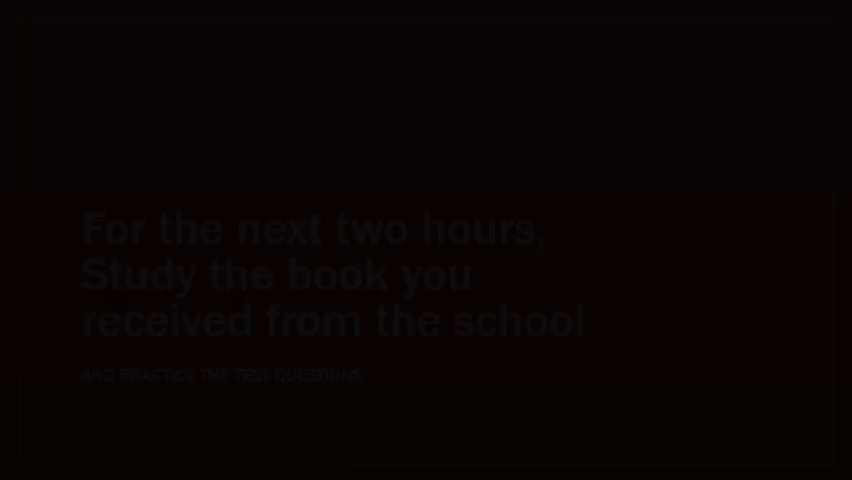 For the next two hours,
Study the book you
received from the school
AND PRACTICE THE TEST QUESTIONS